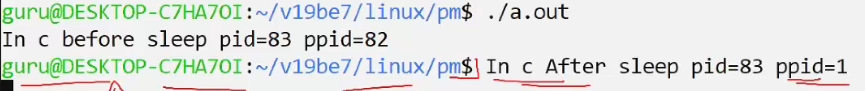 guru@DESKTOP-C7HA7OI:~/v19be7/linux/pm$ ./a.out
In c before sleep pid=83 ppid=82
guru@DESKTOP-C7HA7OI:~/v19be7/linux/pm$ In c After sleep pid=83 ppid=1